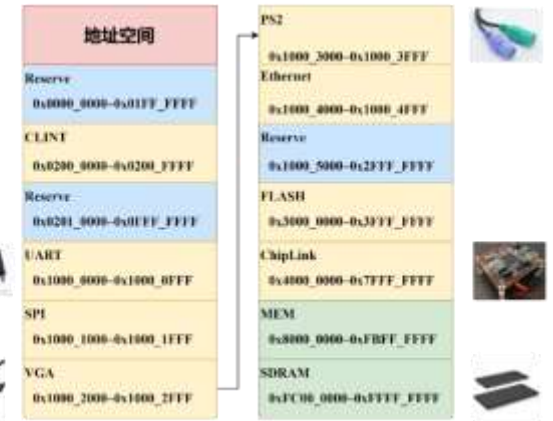 地址空间
Reserve
0x0000_0000~0x01FF_FFFF
CLINT
0x0200_0000~0x0200_FFFF
Reserve
0x0201_0000~0x0FFF_FFFF
UART
0x1000_0000~0x1000_0FFF
SPI
0x1000_1000~0x1000_1FFF
VGA
0x1000_2000~0x1000_2FFF
PS2
0x1000_3000~0x1000_3FFF
Ethernet
0x1000_4000~0x1000_4FFF
Reserve
0x1000_5000~0x2FFF_FFFF
FLASH
0x3000_0000~0x3FFF_FFFF
ChipLink
0x4000_0000~0x7FFF_FFFF
MEM
0x8000_0000~0xFBFF_FFFF
SDRAM
0xFC00_0000~0xFFFF_FFFF